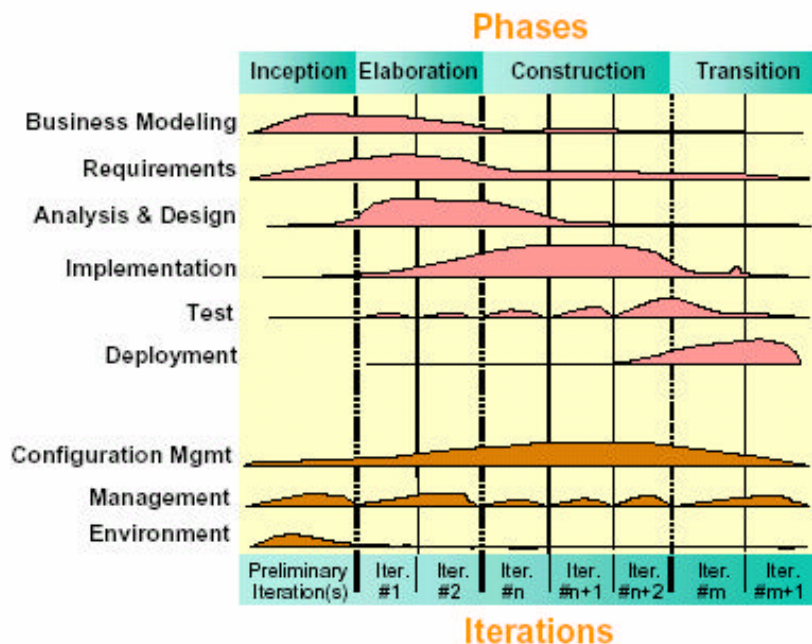 Phases
Inception Elaboration Construction Transition
Business Modeling
Requirements
Analysis & Design
Implementation
Test
Deployment
Configuration Mgmt
Management
Environment
Preliminary Iter. Iter. Iter. Iter. Iter. Iter. Iter.
Iteration(s) #1 #2 #n #n+1 #n+2 #m #m+1
Iterations